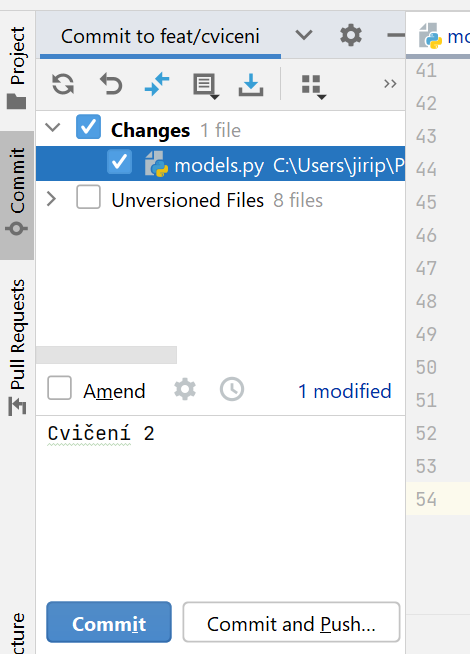 Project
Commit
Pull Requests
Commit to feat/cviceni
Changes 1 file
models.py C:\Users\jirip\P
Unversioned Files 8 files
Amend
1 modified
Cvičení 2
Commit
Commit and Push...
41
42
43
44
45
46
47
48
49
50
51
52
53
54